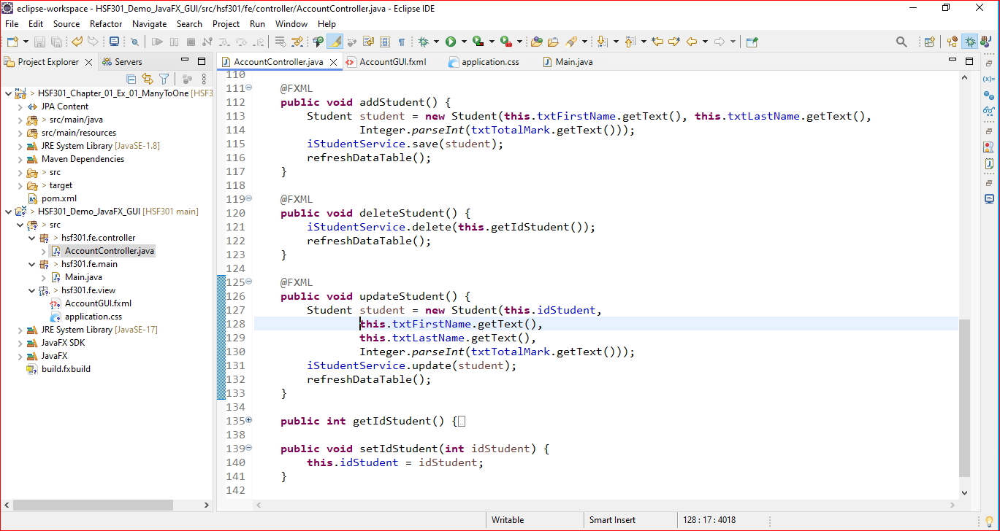 eclipse-workspace - HSF301_Demo_JavaFX_GUI/src/hsf301/fe/controller/AccountController.java - Eclipse IDE
File Edit Source Refactor Navigate Search Project Run Window Help
Project Explorer Servers
HSF301_Chapter_01_Ex_01_ManyToOne [HSF3
JPA Content
> src/main/java
src/main/resources
JRE System Library [JavaSE-1.8]
Maven Dependencies
> src
> target
pom.xml
> HSF301_Demo_JavaFX_GUI [HSF301 main]
> src
> hsf301.fe.controller
AccountController.java
> hsf301.fe.main
Main.java
> hsf301.fe.view
AccountGUI.fxml
application.css
JRE System Library [JavaSE-17]
JavaFX SDK
JavaFX
build.fxbuild
AccountController.java AccountGUI.fxml application.css Main.java
110
111 @FXML
112 public void addStudent() {
113 Student student = new Student(this.txtFirstName.getText(), this.txtLastName.getText(),
114 Integer.parseInt(txtTotalMark.getText()));
115 iStudentService.save(student);
116 refreshDataTable();
117 }
118
119 @FXML
120 public void deleteStudent() {
121 iStudentService.delete(this.getIdStudent());
122 refreshDataTable();
123 }
124
125 @FXML
126 public void updateStudent() {
127 Student student = new Student(this.idStudent,
128 this.txtFirstName.getText(),
129 this.txtLastName.getText(),
130 Integer.parseInt(txtTotalMark.getText()));
131 iStudentService.update(student);
132 refreshDataTable();
133 }
134
135 public int getIdStudent() {
138
139 public void setIdStudent(int idStudent) {
140 this.idStudent = idStudent;
141 }
142
Writable Smart Insert 128 : 17 : 4018